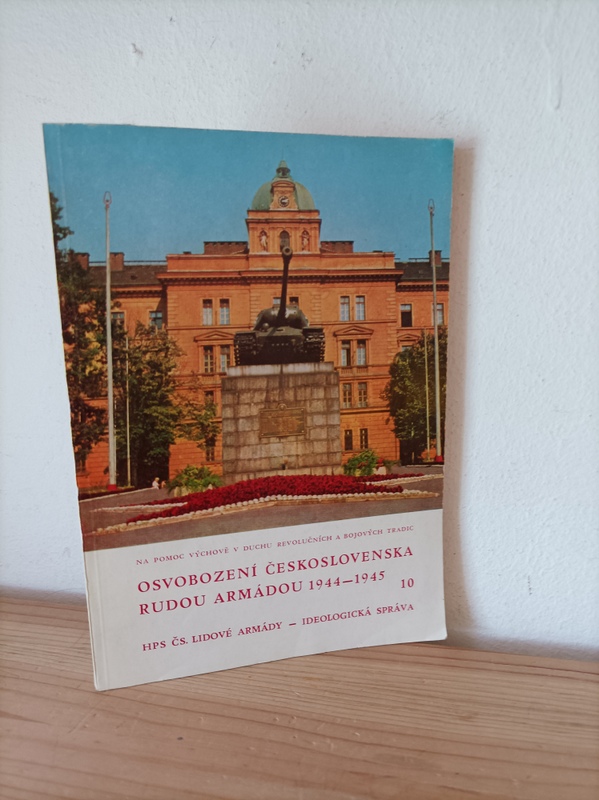 NA POMOC VÝCHOVĚ V DUCHU REVOLUČNÍCH A BOJOVÝCH TRADIC
OSVOBOZENÍ ČESKOSLOVENSKA
RUDOU ARMÁDOU 1944—1945 10
HPS ČS. LIDOVÉ ARMÁDY — IDEOLOGICKÁ SPRÁVA